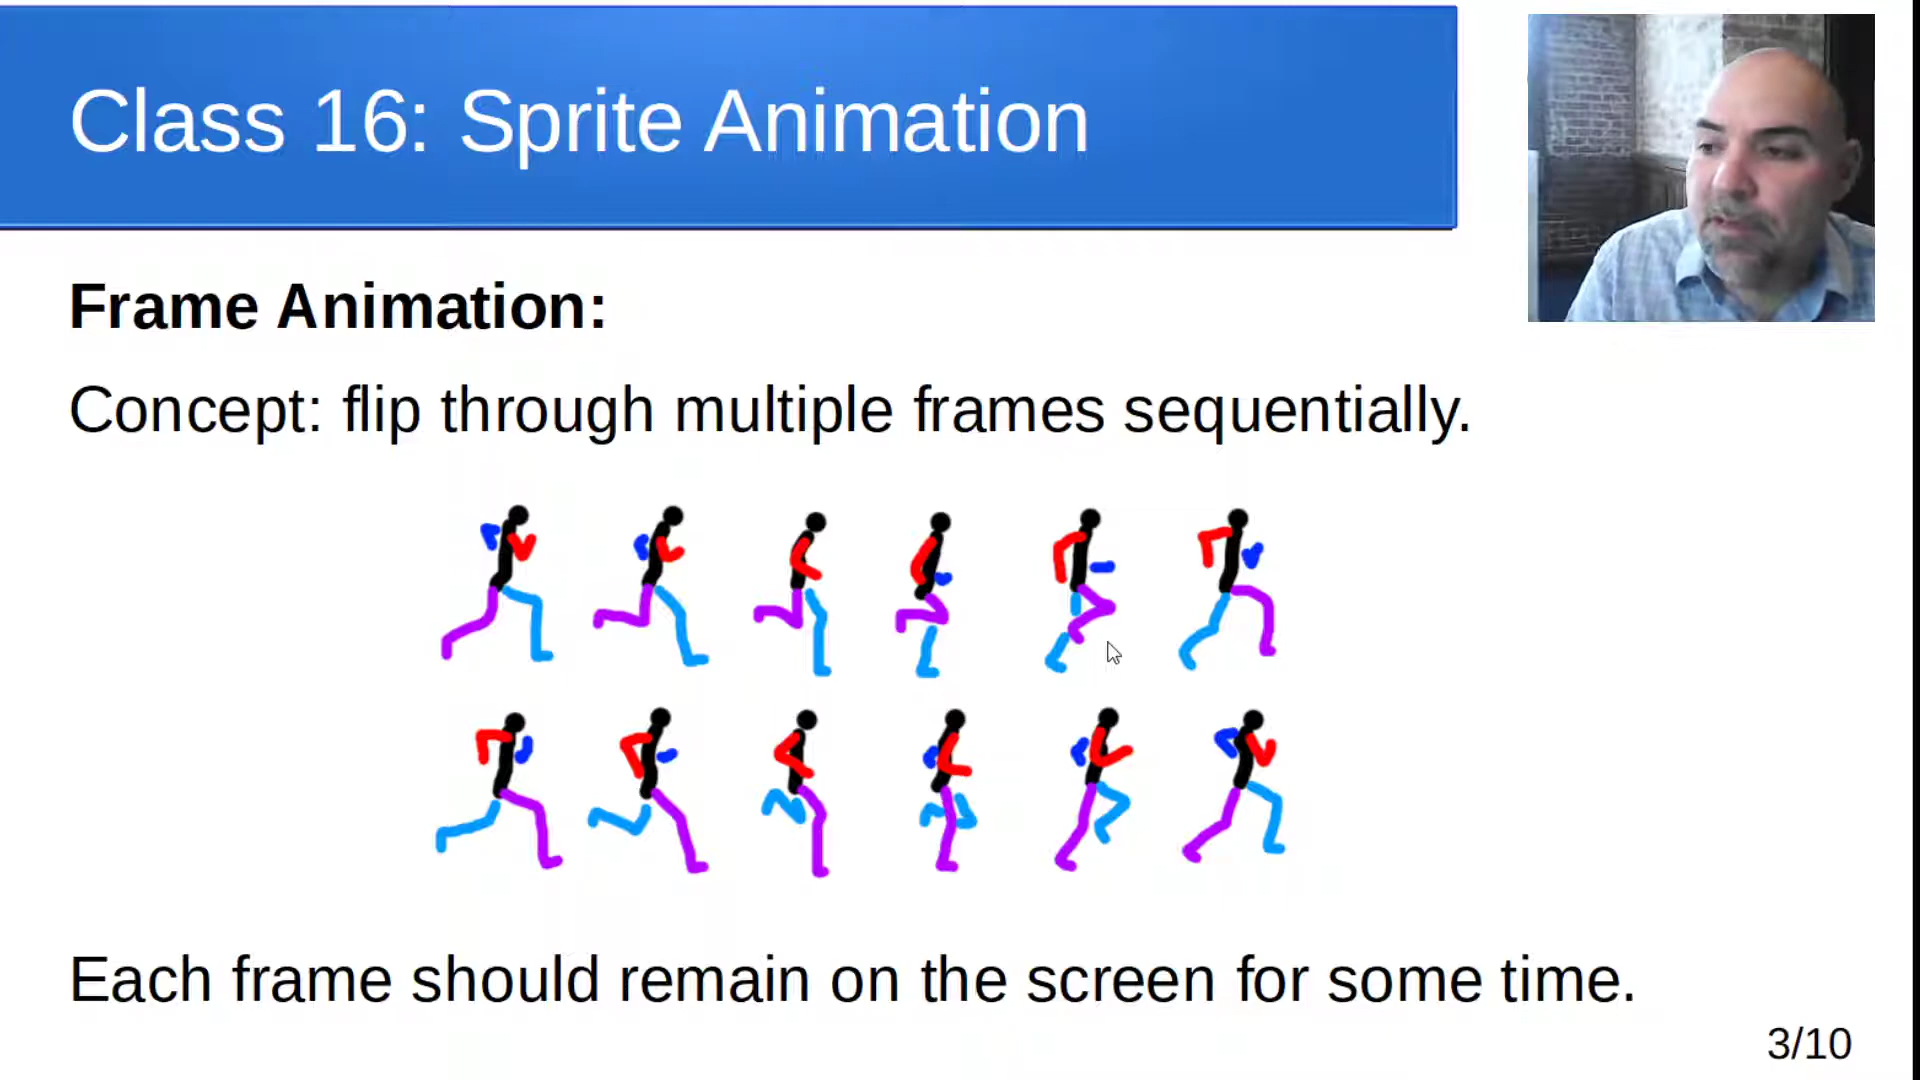 Class 16: Sprite Animation
Frame Animation:
Concept: flip through multiple frames sequentially.
Each frame should remain on the screen for some time.
3/10